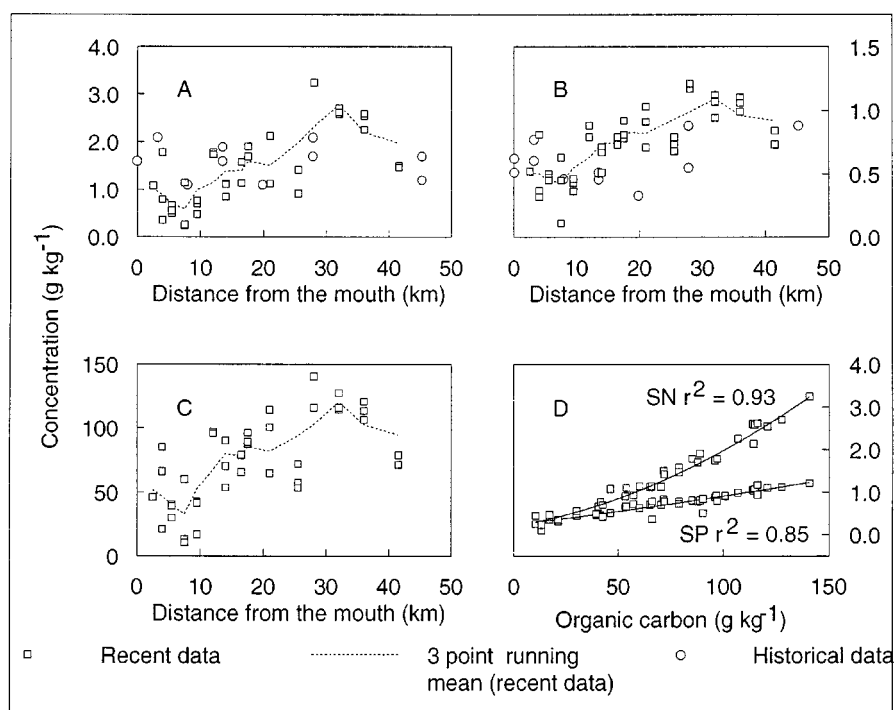 4.0
3.0
2.0
1.0
0.0
A
0 10 20 30 40 50
Distance from the mouth (km)
1.5
1.0
0.5
0.0
B
0 10 20 30 40 50
Distance from the mouth (km)
Concentration (g kg-1)
150
100
50
0
C
0 10 20 30 40 50
Distance from the mouth (km)
4.0
3.0
2.0
1.0
0.0
D
SN r2 = 0.93
SP r2 = 0.85
0 50 100 150
Organic carbon (g kg-1)
Recent data
3 point running
mean (recent data)
Historical data